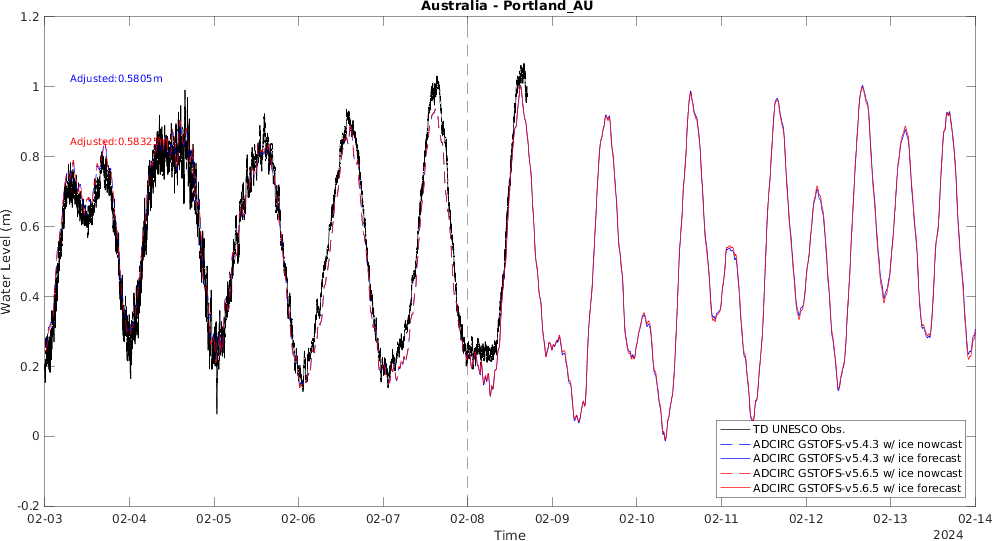 Australia - Portland_AU
1.2
1
0.8
0.6
0.4
0.2
0
-0.2
Water Level (m)
Adjusted:0.5805m
Adjusted:0.5832
TD UNESCO Obs.
ADCIRC GSTOFS-v5.4.3 w/ ice nowcast
ADCIRC GSTOFS-v5.4.3 w/ ice forecast
ADCIRC GSTOFS-v5.6.5 w/ ice nowcast
ADCIRC GSTOFS-v5.6.5 w/ ice forecast
02-03 02-04 02-05 02-06 02-07 02-08 02-09 02-10 02-11 02-12 02-13 02-14
Time
2024